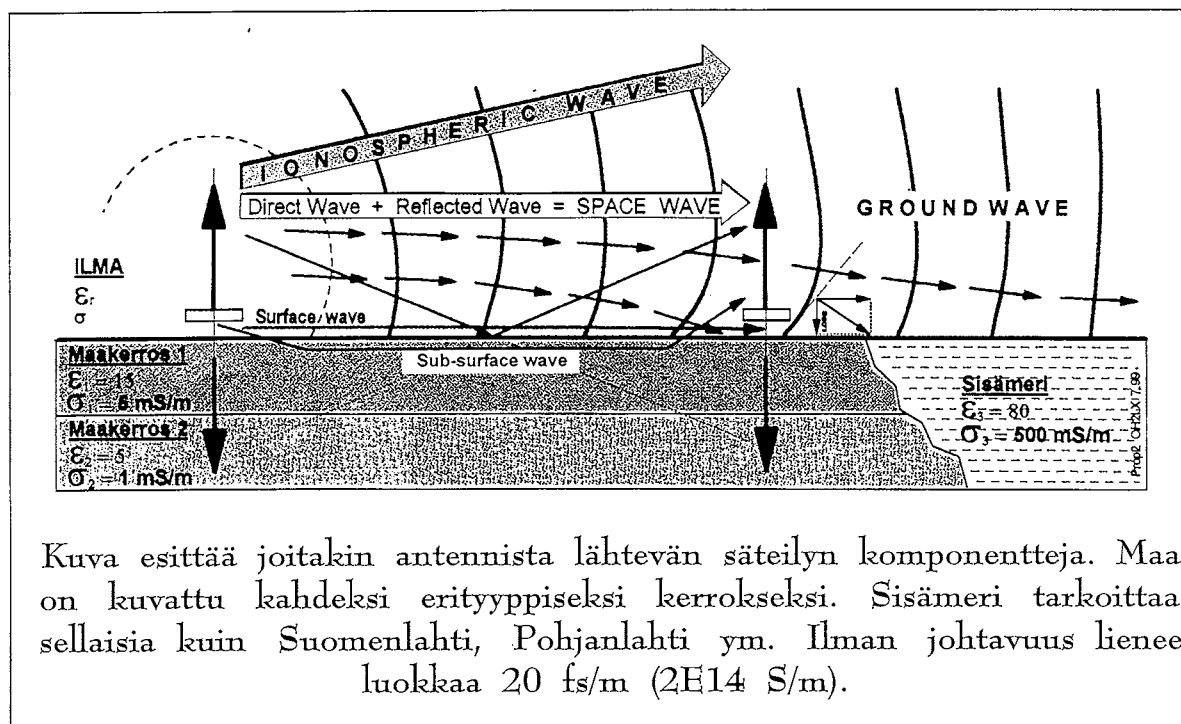 IONOSPHERIC WAVE
Direct Wave + Reflected Wave = SPACE WAVE
GROUND WAVE
ILMA
εr
σ
Surface wave
Sub-surface wave
Maakerros 1
ε1 = 15
σ1 = 5 mS/m
Maakerros 2
ε2 = 5
σ2 = 1 mS/m
Sisämeri
ε3 = 80
σ3 = 500 mS/m
Kuva esittää joitakin antennista lähtevän säteilyn komponentteja. Maa
on kuvattu kahdeksi erityyppiseksi kerrokseksi. Sisämeri tarkoittaa
sellaisia kuin Suomenlahti, Pohjanlahti ym. Ilman johtavuus lienee
luokkaa 20 fs/m (2E14 S/m).